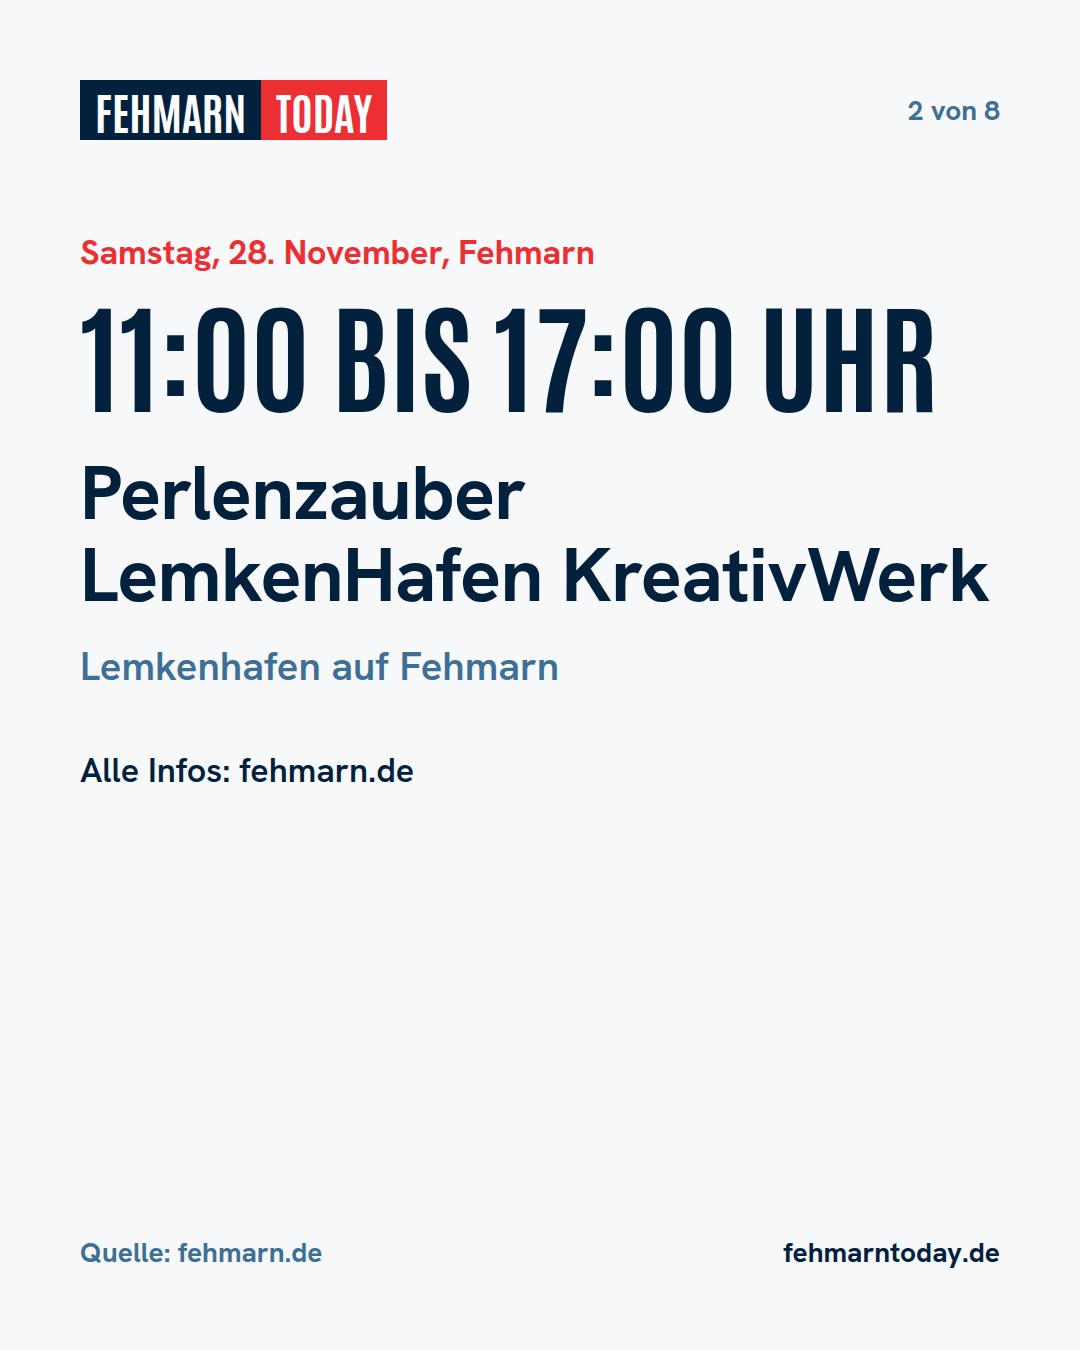 FEHMARN TODAY
2 von 8
Samstag, 28. November, Fehmarn
11:00 BIS 17:00 UHR
Perlenzauber
LemkenHafen KreativWerk
Lemkenhafen auf Fehmarn
Alle Infos: fehmarn.de
Quelle: fehmarn.de
fehmarntoday.de